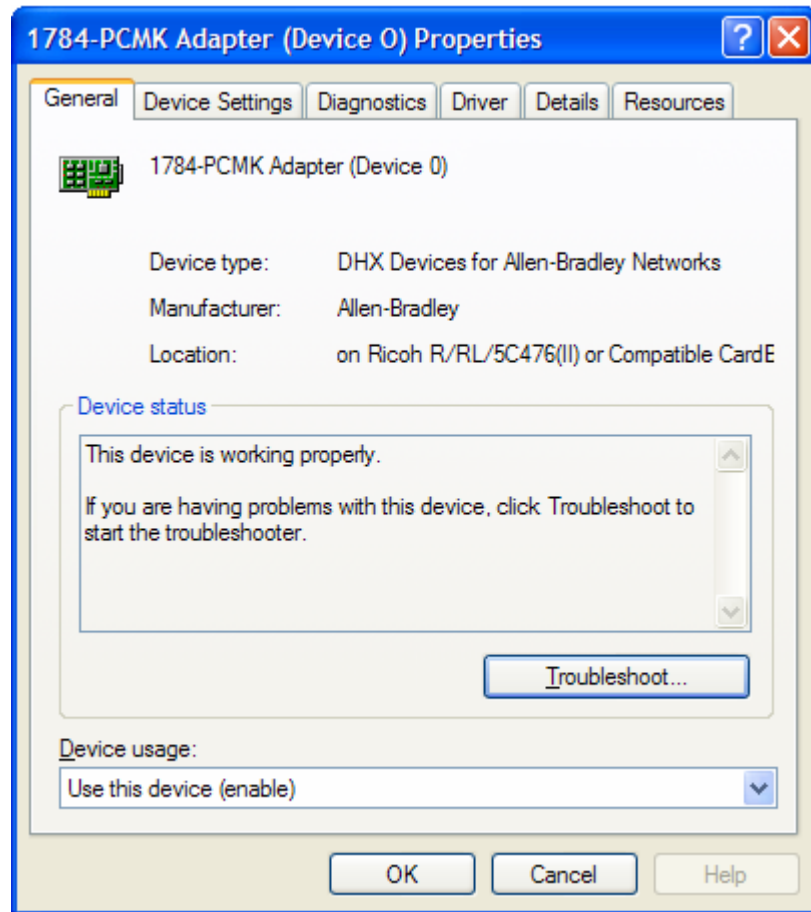 1784-PCMK Adapter (Device O) Properties
General Device Settings Diagnostics Driver Details Resources
1784-PCMK Adapter (Device 0)
Device type: DHX Devices for Allen-Bradley Networks
Manufacturer: Allen-Bradley
Location: on Ricoh R/RL/5C476(II) or Compatible CardE
Device status
This device is working properly.
If you are having problems with this device, click Troubleshoot to
start the troubleshooter.
Troubleshoot...
Device usage:
Use this device (enable)
OK Cancel Help